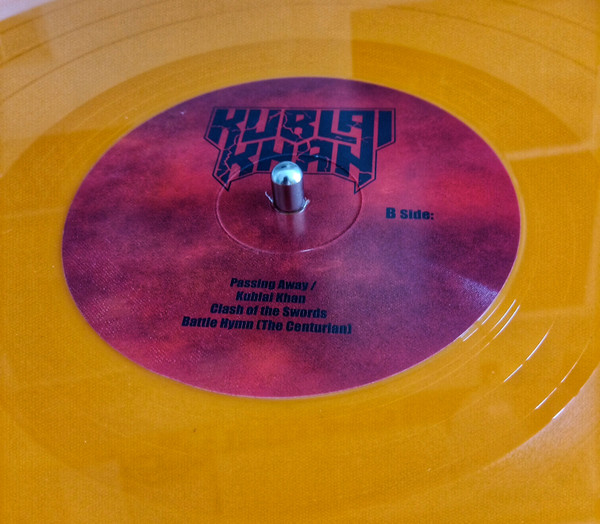 KUBLAI
KHAN
B Side:
Passing Away /
Kublai Khan
Clash of the Swords
Battle Hymn (The Centurian)